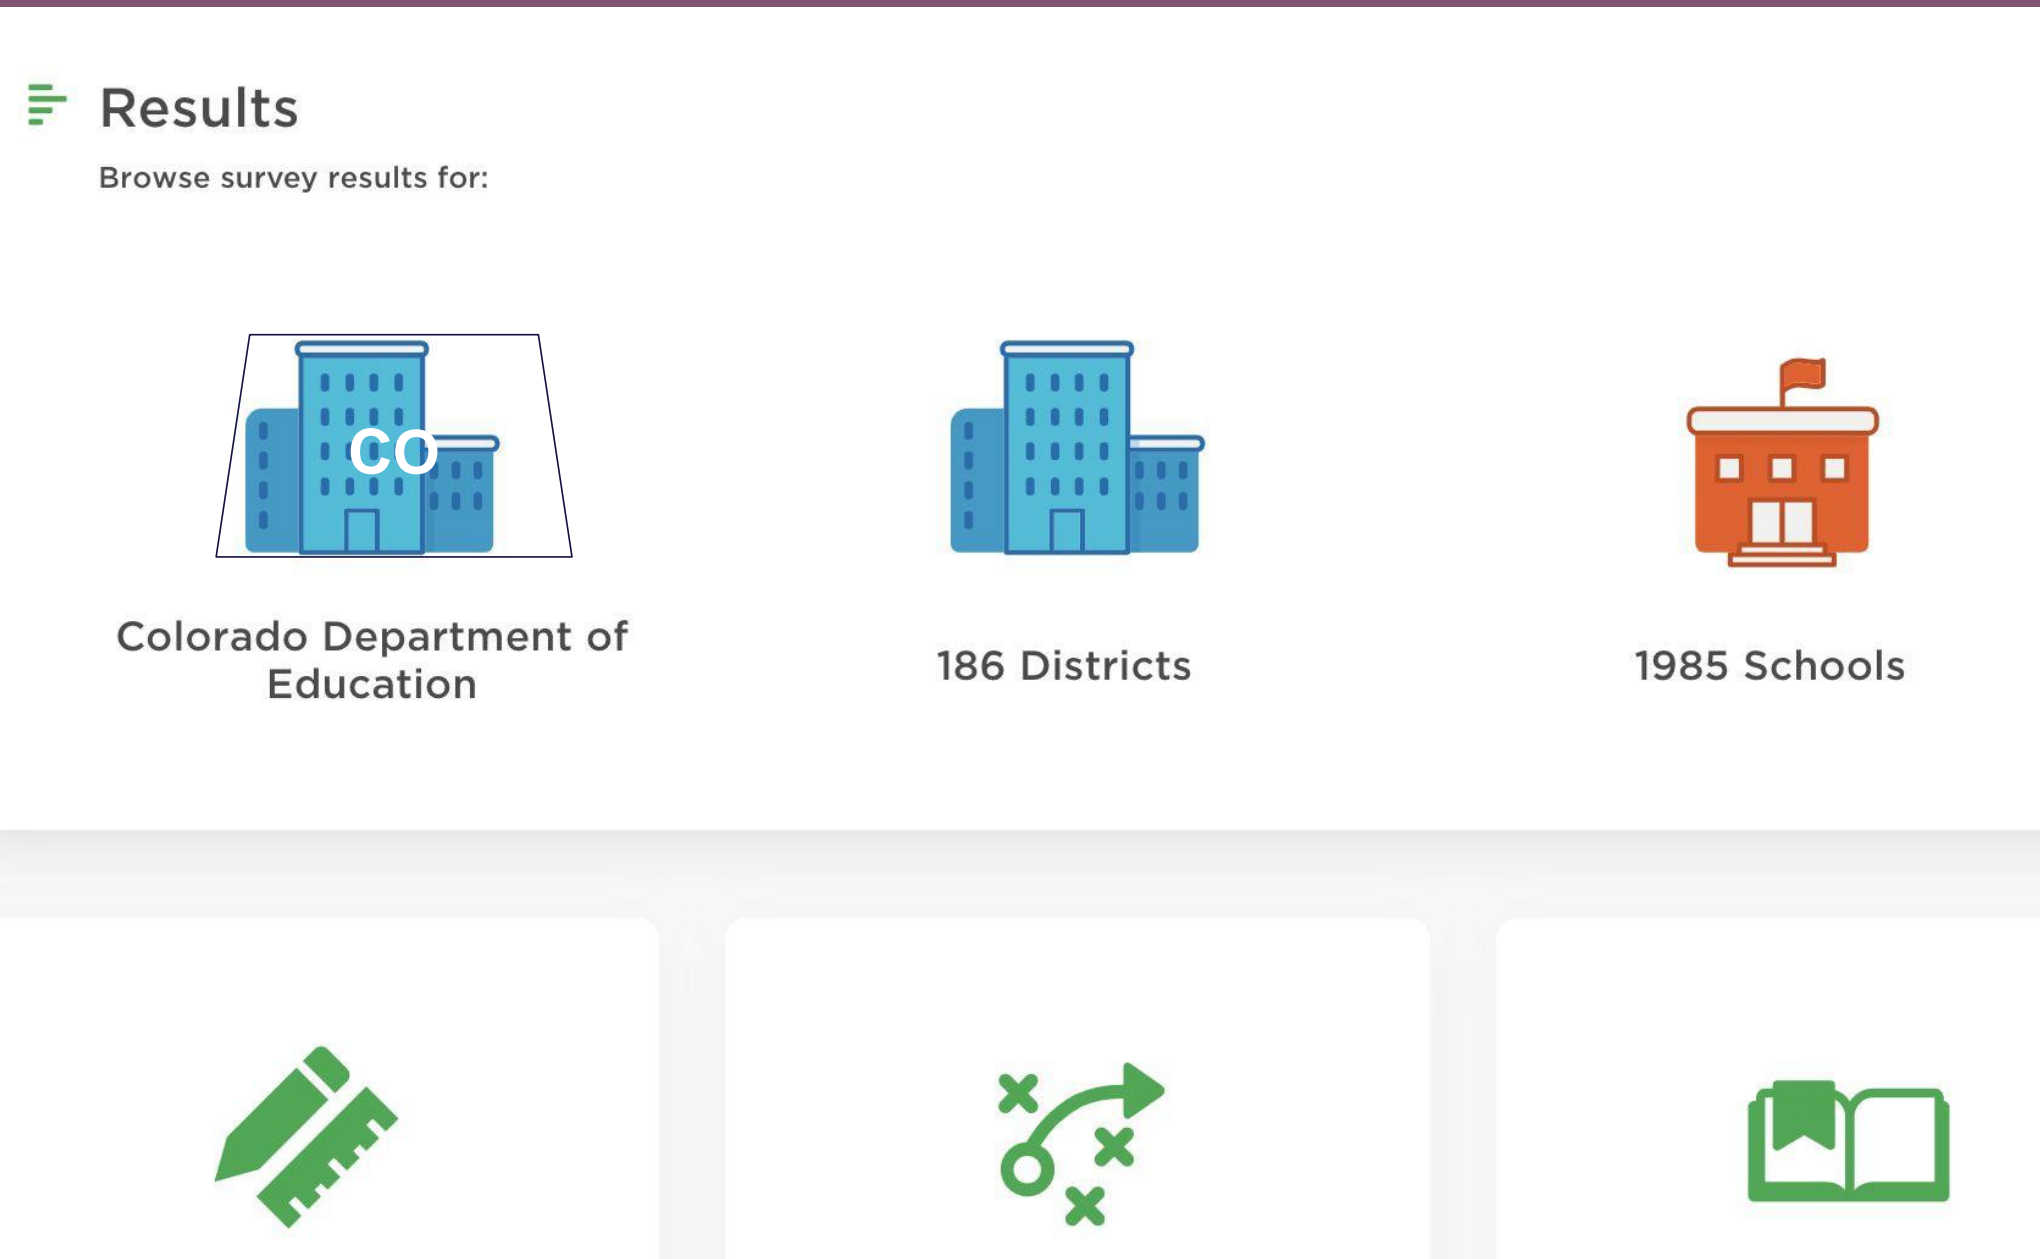 Results
Browse survey results for:
CO
Colorado Department of
Education
186 Districts
1985 Schools